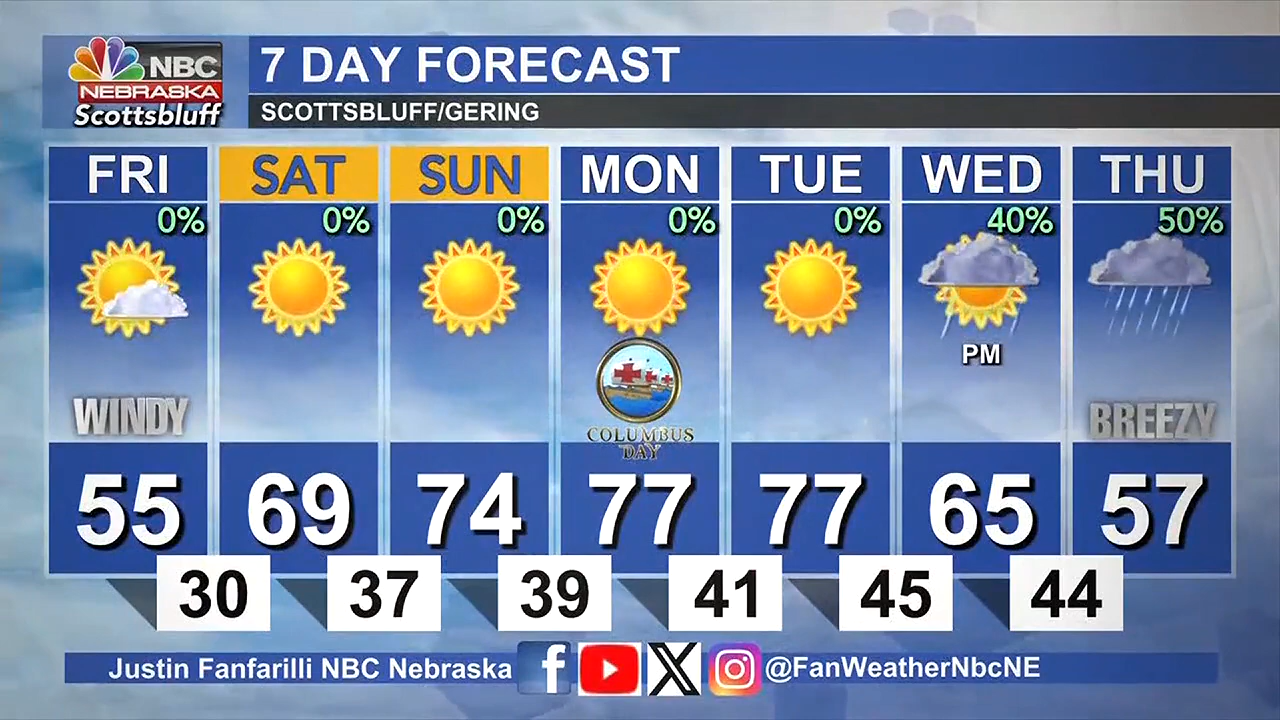 NBC
NEBRASKA
Scottsbluff
7 DAY FORECAST
SCOTTSBLUFF/GERING
FRI SAT SUN MON TUE WED THU
0% 0% 0% 0% 0% 40% 50%
PM
WINDY
COLUMBUS
DAY
BREEZY
55 69 74 77 77 65 57
30 37 39 41 45 44
Justin Fanfarilli NBC Nebraska f X @FanWeatherNbcNE